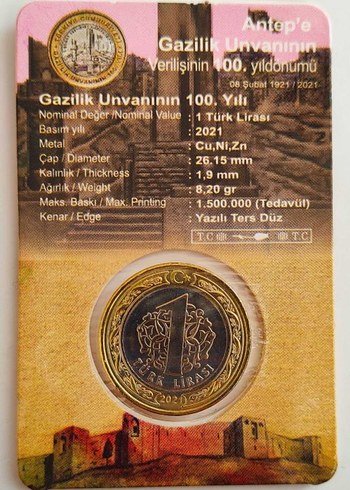 Antep'e
Gazilik Unvanının
Verilişinin 100. yıldönümü
08 Şubat 1921 / 2021
Gazilik Unvanının 100. Yılı
Nominal Değer /Nominal Value : 1 Türk Lirası
Basım yılı : 2021
Metal : Cu,Ni,Zn
Çap / Diameter : 26.15 mm
Kalınlık / Thickness : 1,9 mm
Ağırlık / Weight : 8,20 gr
Maks. Baskı / Max. Printing : 1.500.000 (Tedavül)
Kenar / Edge : Yazılı Ters Düz
T.C T.C
1
TÜRK LİRASI
2021